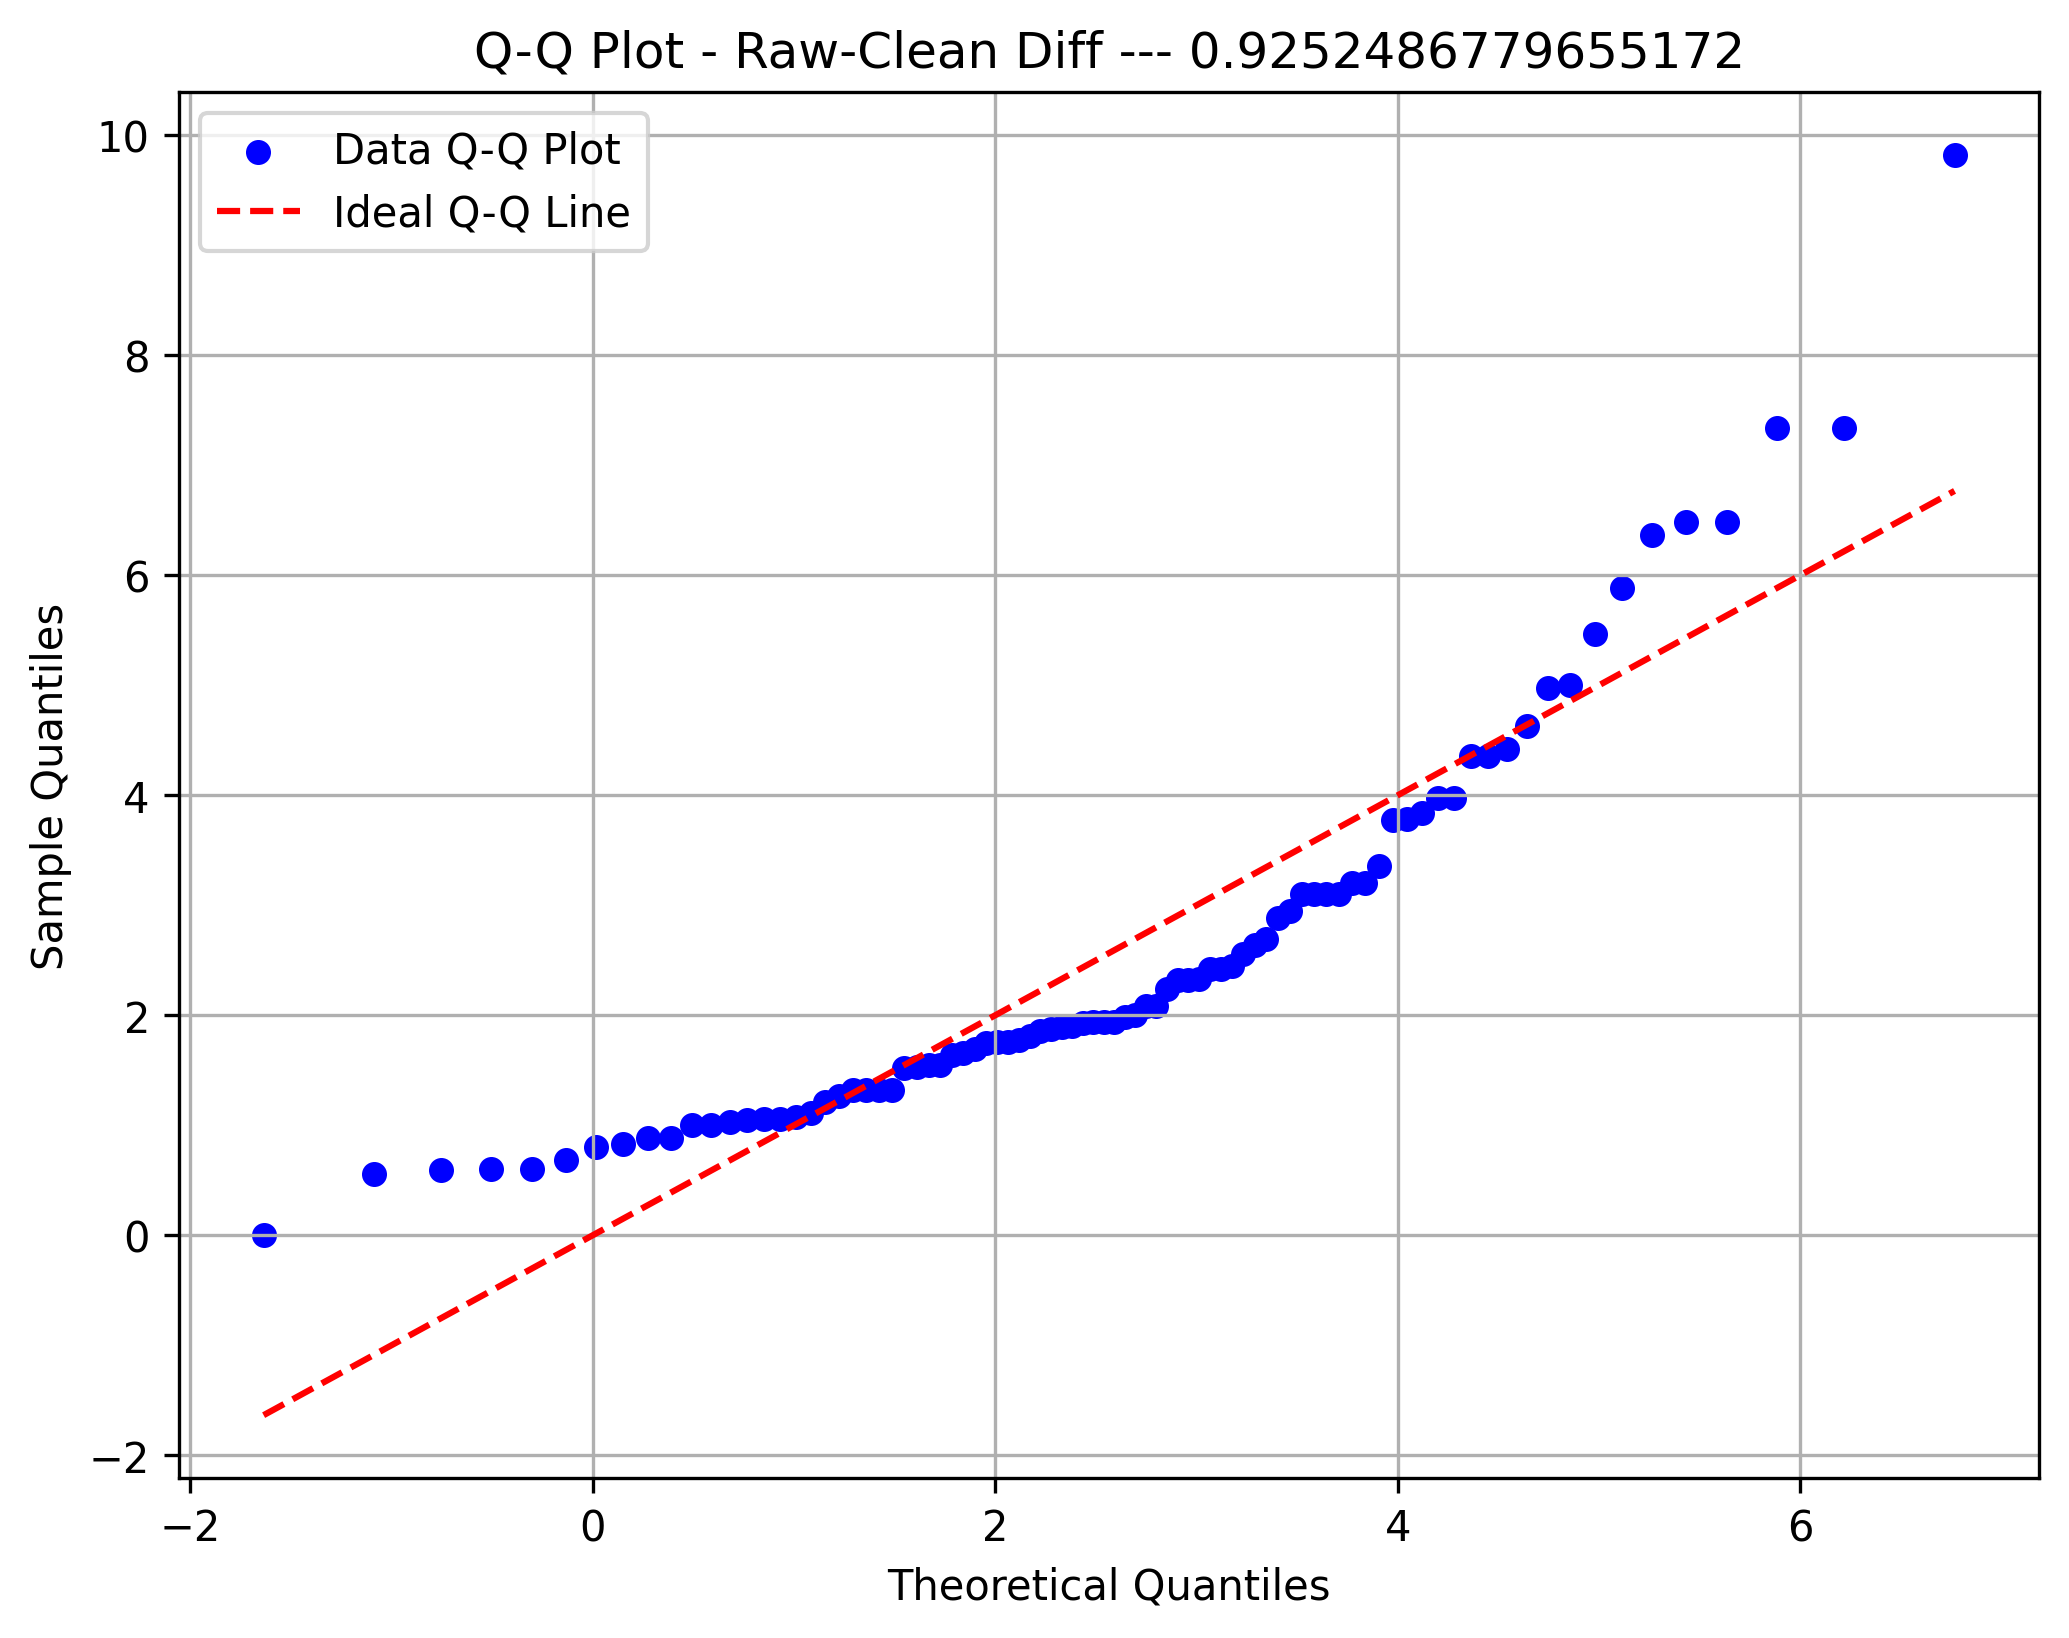 Q-Q Plot - Raw-Clean Diff --- 0.9252486779655172
Data Q-Q Plot
Ideal Q-Q Line
10
8
6
4
2
0
−2
Sample Quantiles
−2 0 2 4 6
Theoretical Quantiles